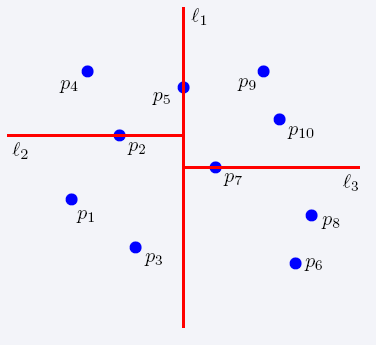 ℓ₁
p₄
p₅
p₉
p₁₀
ℓ₂
p₂
p₇
ℓ₃
p₁
p₈
p₃
p₆